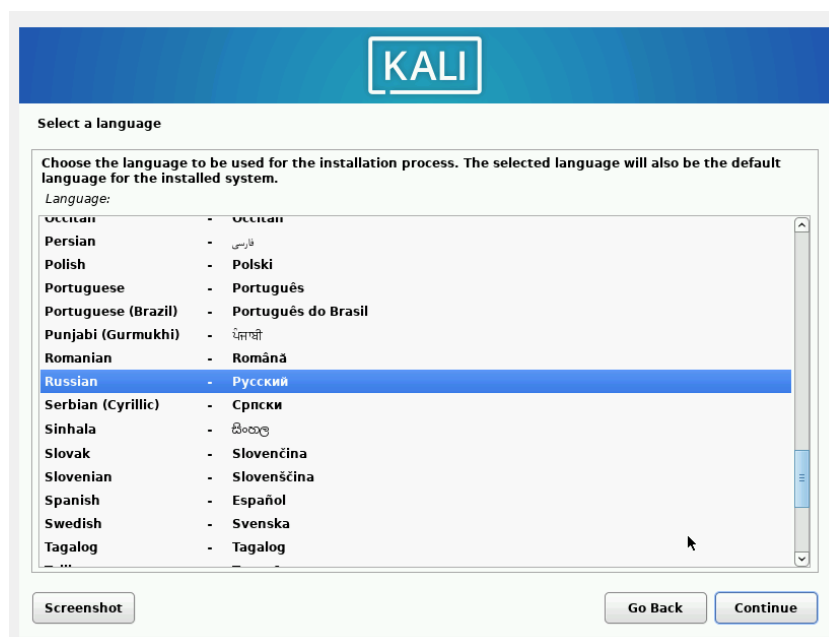 KALI
Select a language
Choose the language to be used for the installation process. The selected language will also be the default
language for the installed system.
Language:
Occitan - Occitan
Persian - فارسی
Polish - Polski
Portuguese - Português
Portuguese (Brazil) - Português do Brasil
Punjabi (Gurmukhi) - ਪੰਜਾਬੀ
Romanian - Română
Russian - Русский
Serbian (Cyrillic) - Српски
Sinhala - සිංහල
Slovak - Slovenčina
Slovenian - Slovenščina
Spanish - Español
Swedish - Svenska
Tagalog - Tagalog
Screenshot Go Back Continue